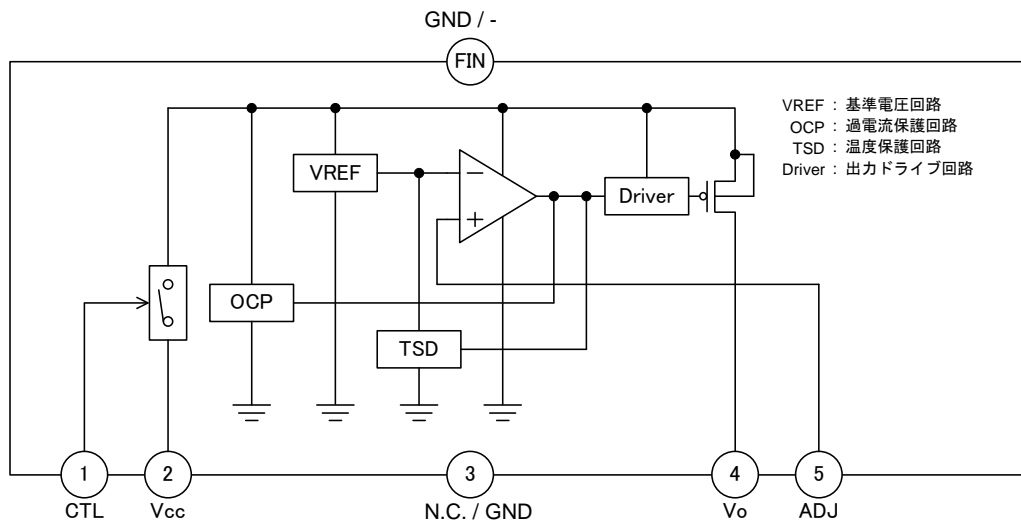 GND / -
FIN
VREF : 基準電圧回路
OCP : 過電流保護回路
TSD : 温度保護回路
Driver : 出力ドライブ回路
VREF
−
+
Driver
OCP
TSD
1
2
3
4
5
CTL
Vcc
N.C. / GND
Vo
ADJ